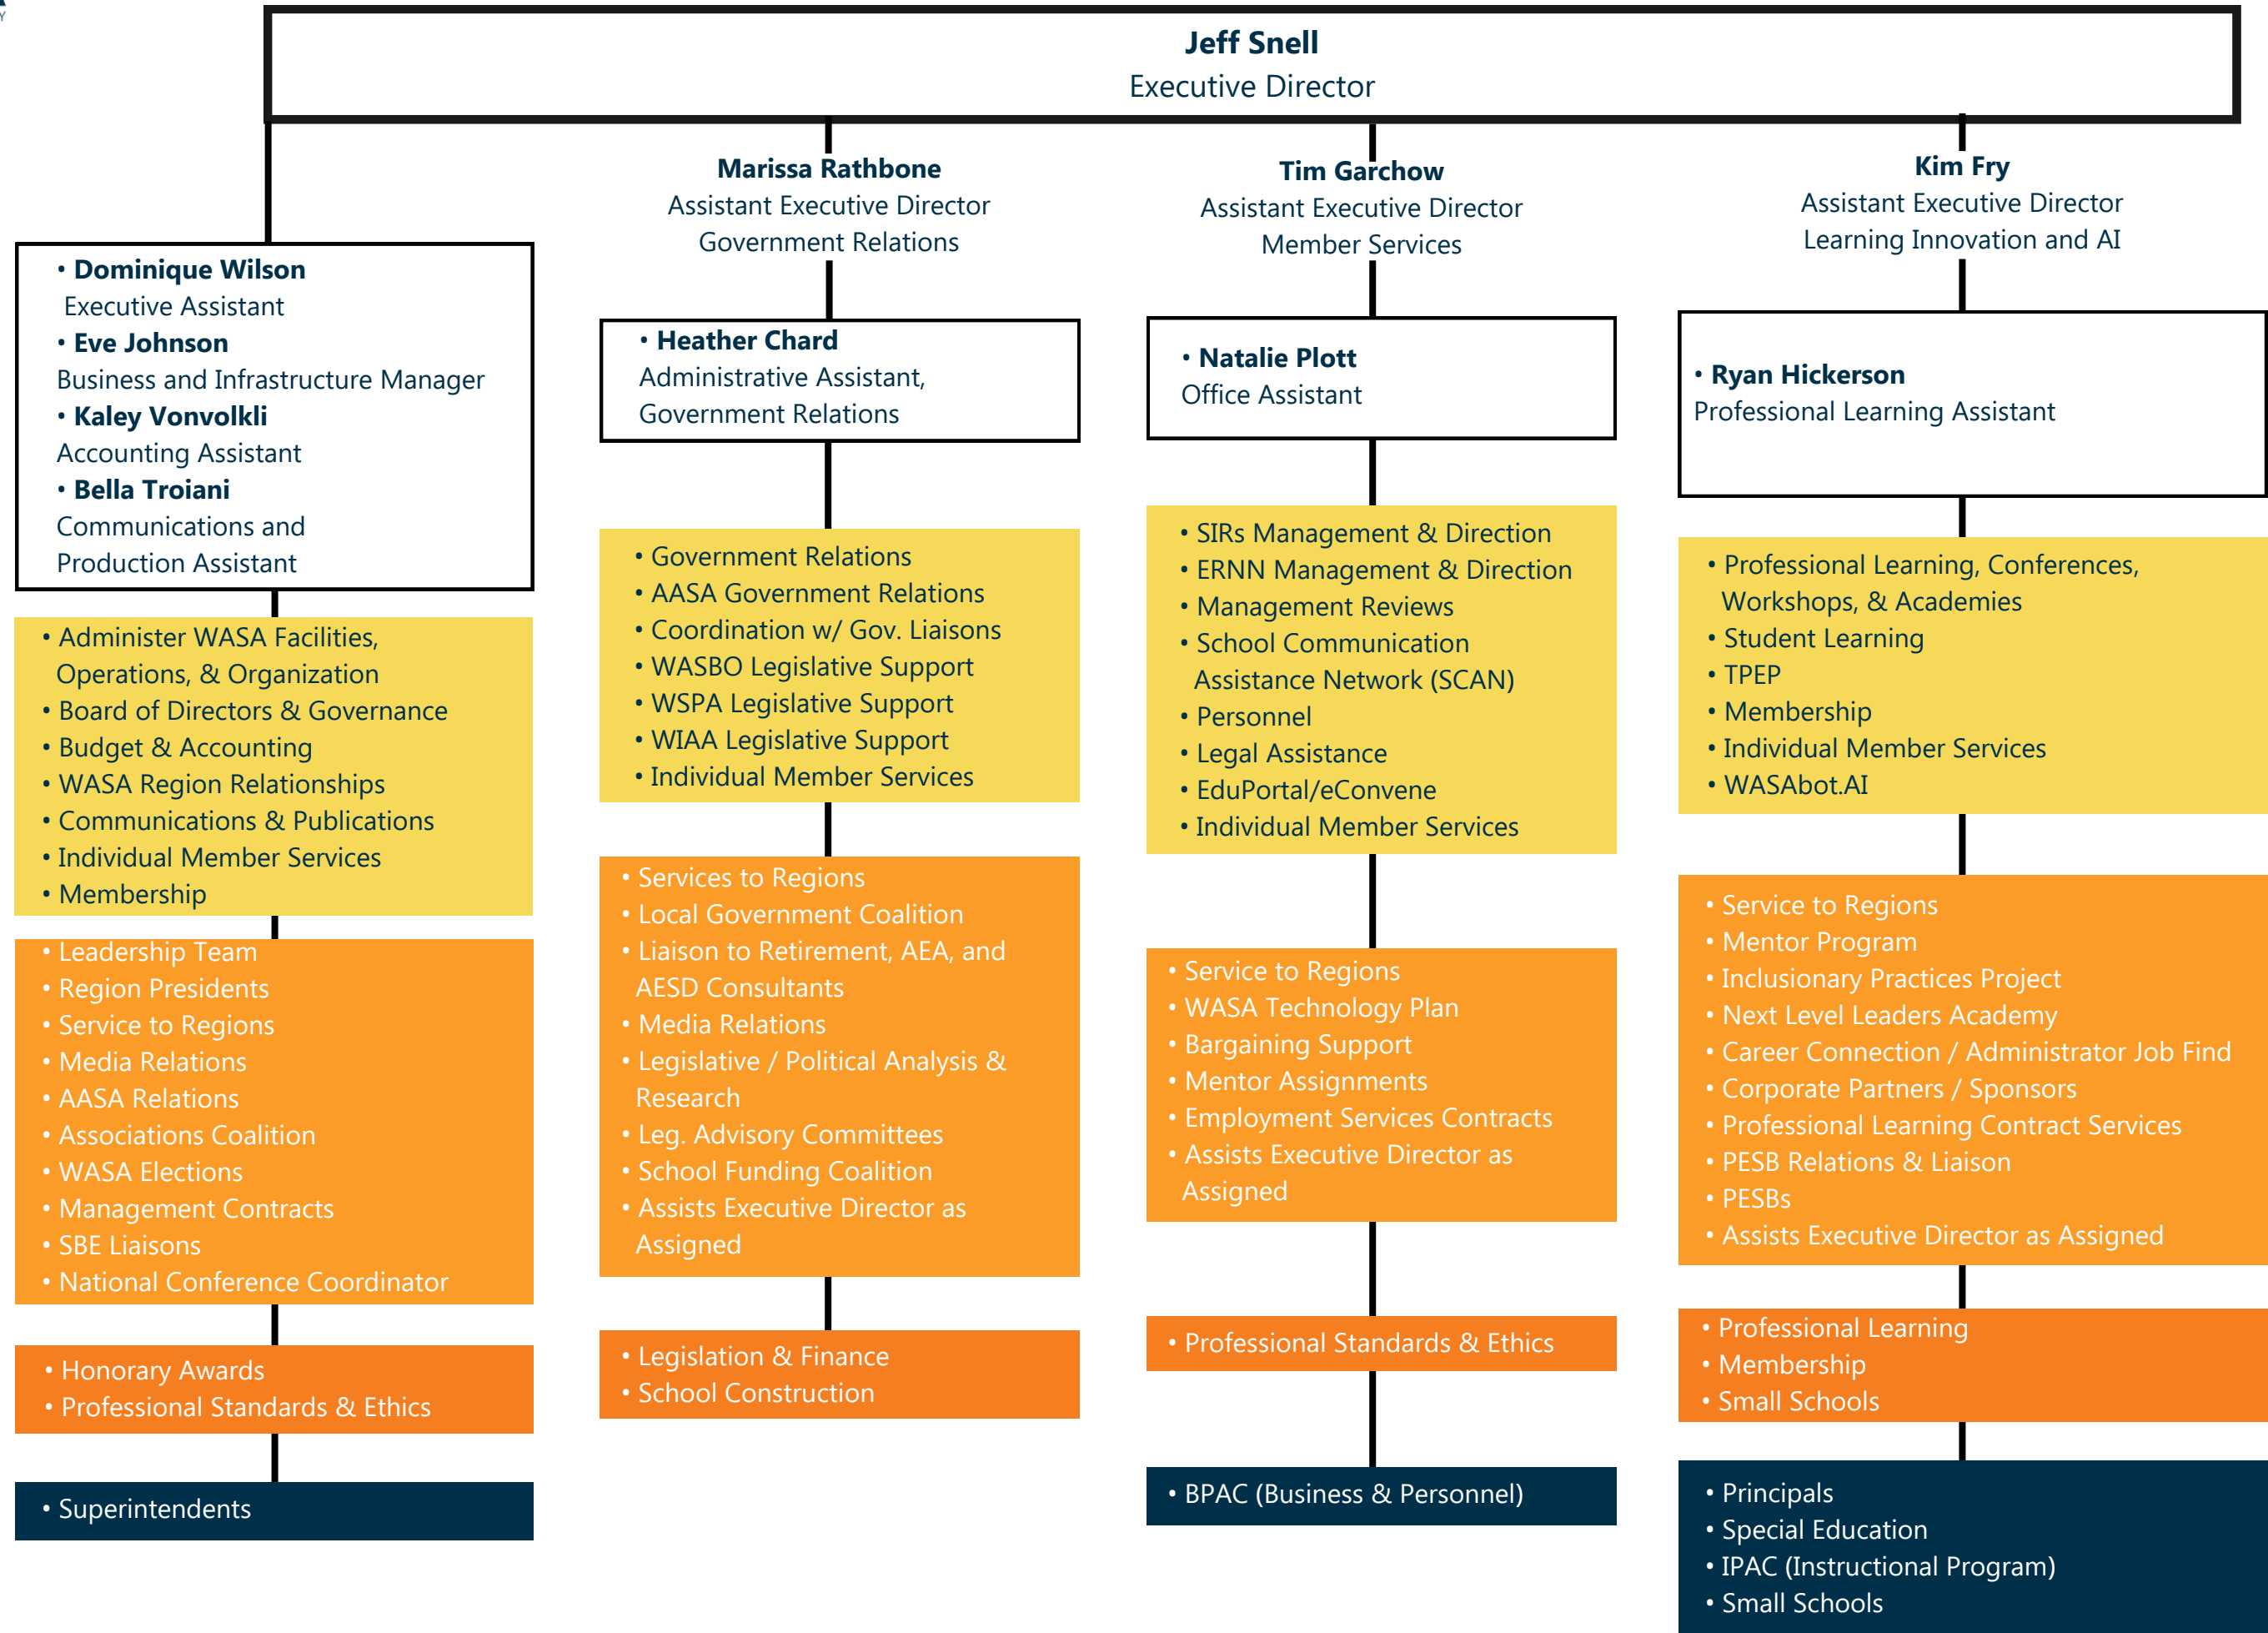 Y
Jeff Snell
Executive Director
• Dominique Wilson
Executive Assistant
• Eve Johnson
Business and Infrastructure Manager
• Kaley Vonvolkli
Accounting Assistant
• Bella Troiani
Communications and
Production Assistant
• Administer WASA Facilities,
Operations, & Organization
• Board of Directors & Governance
• Budget & Accounting
• WASA Region Relationships
• Communications & Publications
• Individual Member Services
• Membership
• Leadership Team
• Region Presidents
• Service to Regions
• Media Relations
• AASA Relations
• Associations Coalition
• WASA Elections
• Management Contracts
• SBE Liaisons
• National Conference Coordinator
• Honorary Awards
• Professional Standards & Ethics
• Superintendents
Marissa Rathbone
Assistant Executive Director
Government Relations
• Heather Chard
Administrative Assistant,
Government Relations
• Government Relations
• AASA Government Relations
• Coordination w/ Gov. Liaisons
• WASBO Legislative Support
• WSPA Legislative Support
• WIAA Legislative Support
• Individual Member Services
• Services to Regions
• Local Government Coalition
• Liaison to Retirement, AEA, and
AESD Consultants
• Media Relations
• Legislative / Political Analysis &
Research
• Leg. Advisory Committees
• School Funding Coalition
• Assists Executive Director as
Assigned
• Legislation & Finance
• School Construction
Tim Garchow
Assistant Executive Director
Member Services
• Natalie Plott
Office Assistant
• SIRs Management & Direction
• ERNN Management & Direction
• Management Reviews
• School Communication
Assistance Network (SCAN)
• Personnel
• Legal Assistance
• EduPortal/eConvene
• Individual Member Services
• Service to Regions
• WASA Technology Plan
• Bargaining Support
• Mentor Assignments
• Employment Services Contracts
• Assists Executive Director as
Assigned
• Professional Standards & Ethics
• BPAC (Business & Personnel)
Kim Fry
Assistant Executive Director
Learning Innovation and AI
• Ryan Hickerson
Professional Learning Assistant
• Professional Learning, Conferences,
Workshops, & Academies
• Student Learning
• TPEP
• Membership
• Individual Member Services
• WASAbot.AI
• Service to Regions
• Mentor Program
• Inclusionary Practices Project
• Next Level Leaders Academy
• Career Connection / Administrator Job Find
• Corporate Partners / Sponsors
• Professional Learning Contract Services
• PESB Relations & Liaison
• PESBs
• Assists Executive Director as Assigned
• Professional Learning
• Membership
• Small Schools
• Principals
• Special Education
• IPAC (Instructional Program)
• Small Schools